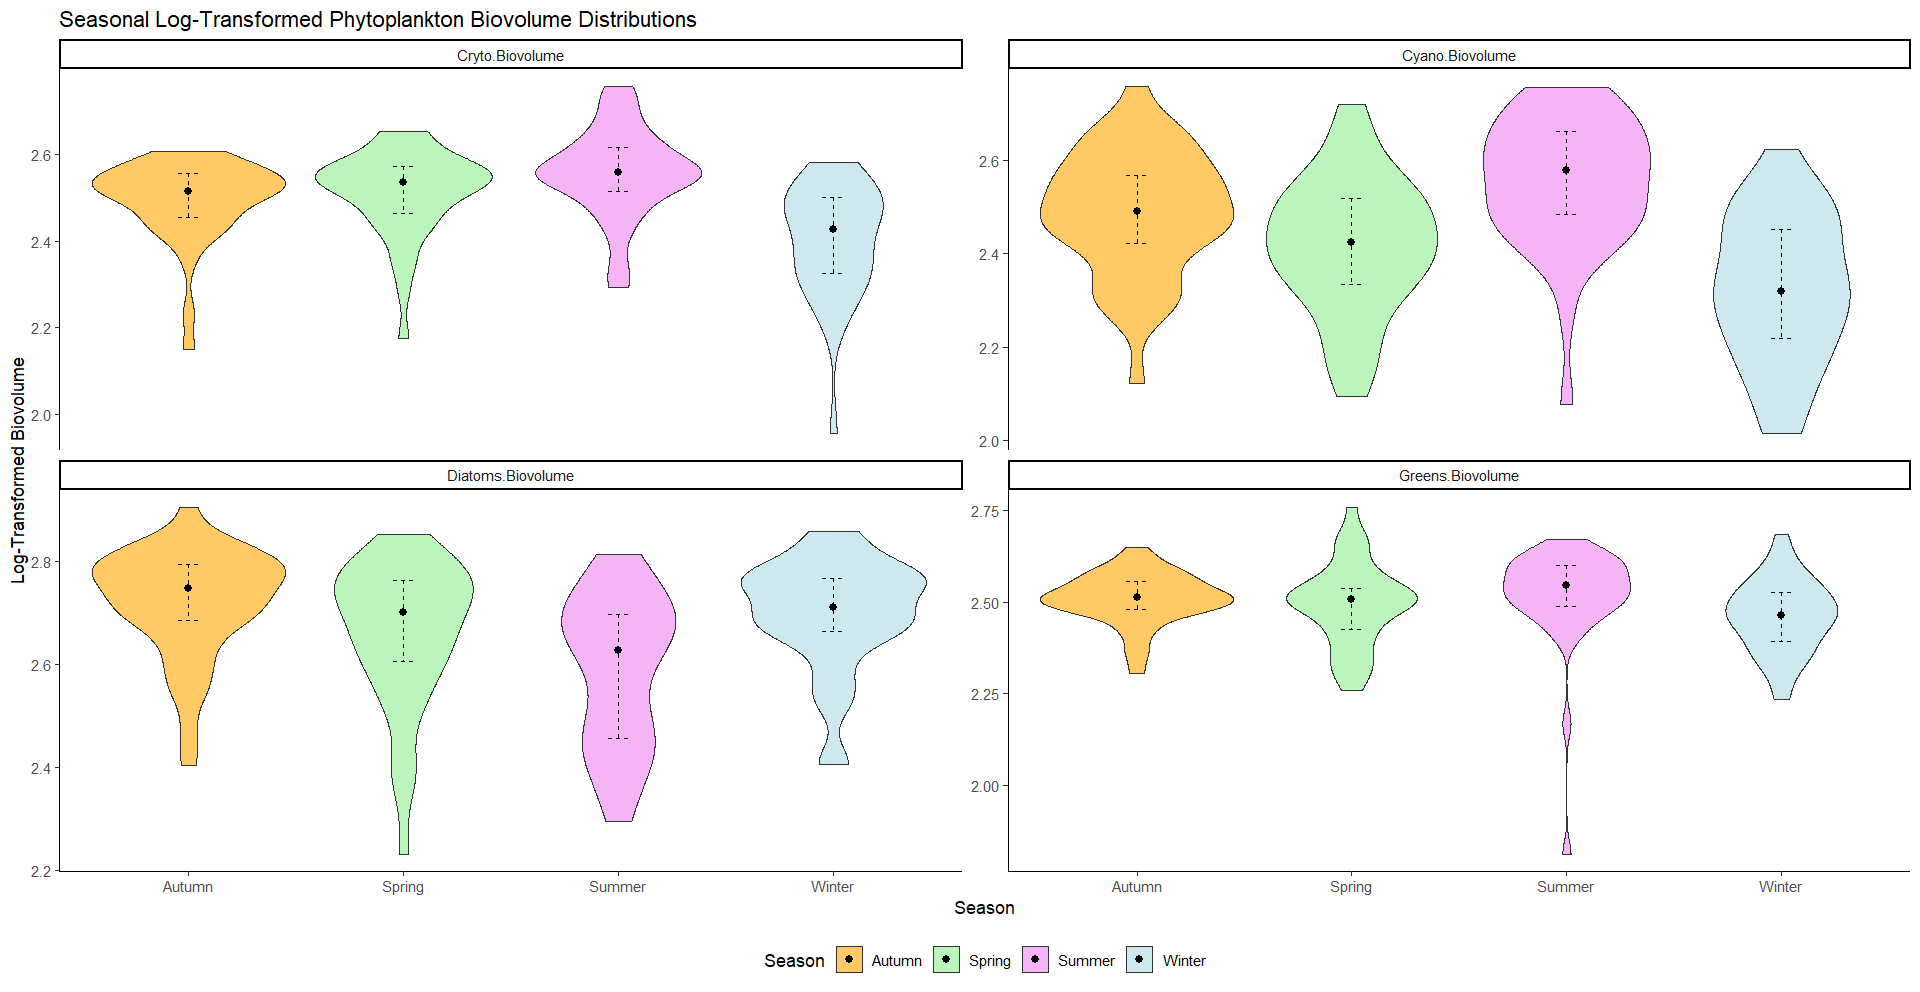 Seasonal Log-Transformed Phytoplankton Biovolume Distributions
Cryto.Biovolume
Cyano.Biovolume
2.6
2.4
2.2
2.0
2.6
2.4
2.2
2.0
Diatoms.Biovolume
Greens.Biovolume
2.8
2.6
2.4
2.2
2.75
2.50
2.25
2.00
Log-Transformed Biovolume
Autumn
Spring
Summer
Winter
Autumn
Spring
Summer
Winter
Season
Season
Autumn
Spring
Summer
Winter